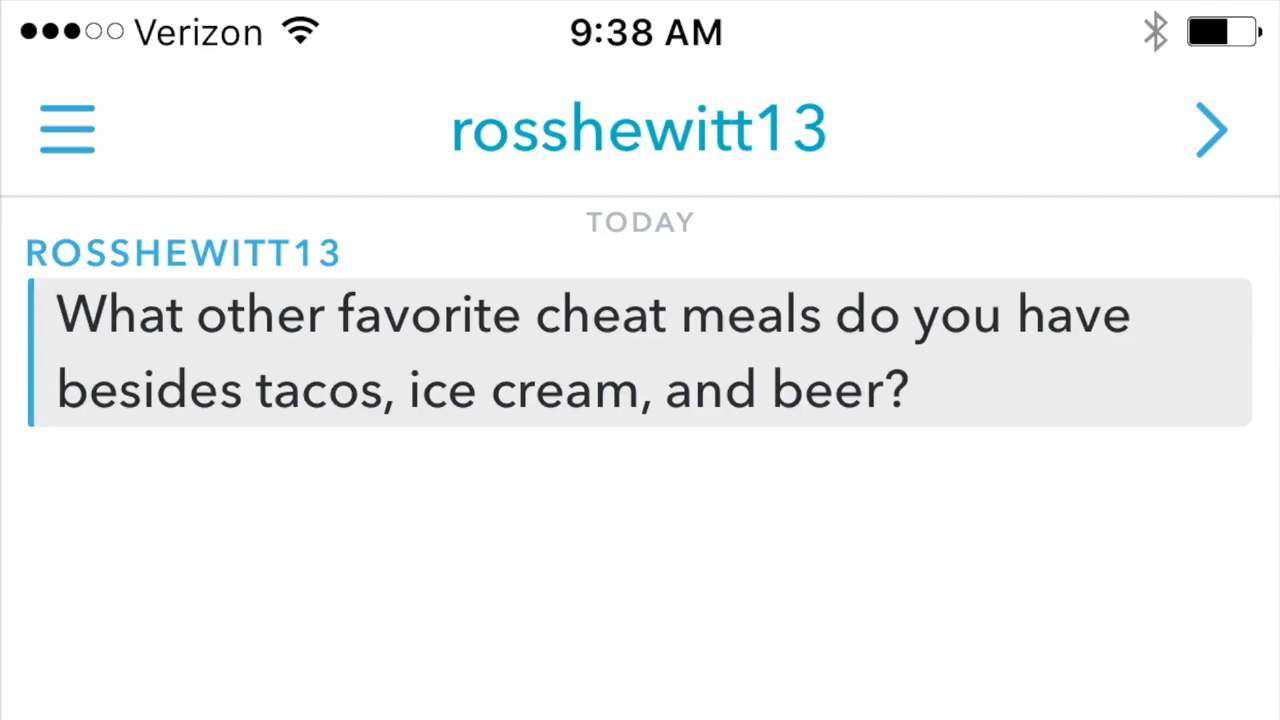 Verizon 9:38 AM
rosshewitt13
TODAY
ROSSHEWITT13
What other favorite cheat meals do you have
besides tacos, ice cream, and beer?